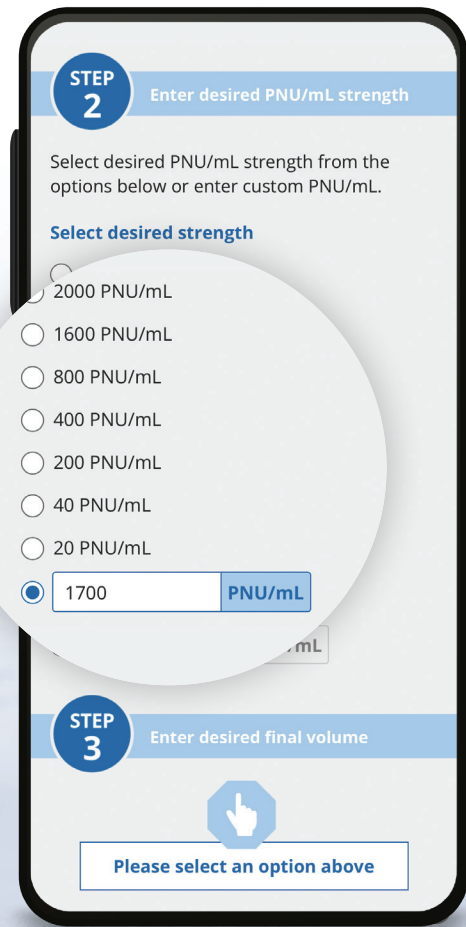 STEP
2
Enter desired PNU/mL strength
Select desired PNU/mL strength from the
options below or enter custom PNU/mL.
Select desired strength
2000 PNU/mL
1600 PNU/mL
800 PNU/mL
400 PNU/mL
200 PNU/mL
40 PNU/mL
20 PNU/mL
1700 PNU/mL
/mL
STEP
3
Enter desired final volume
Please select an option above